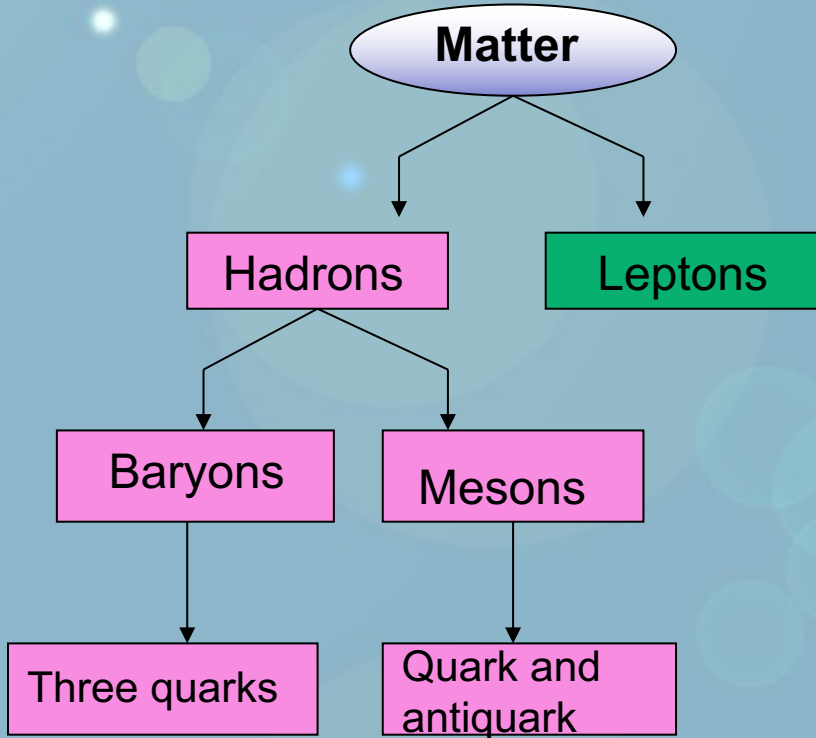 Matter
Hadrons
Leptons
Baryons
Mesons
Three quarks
Quark and
antiquark